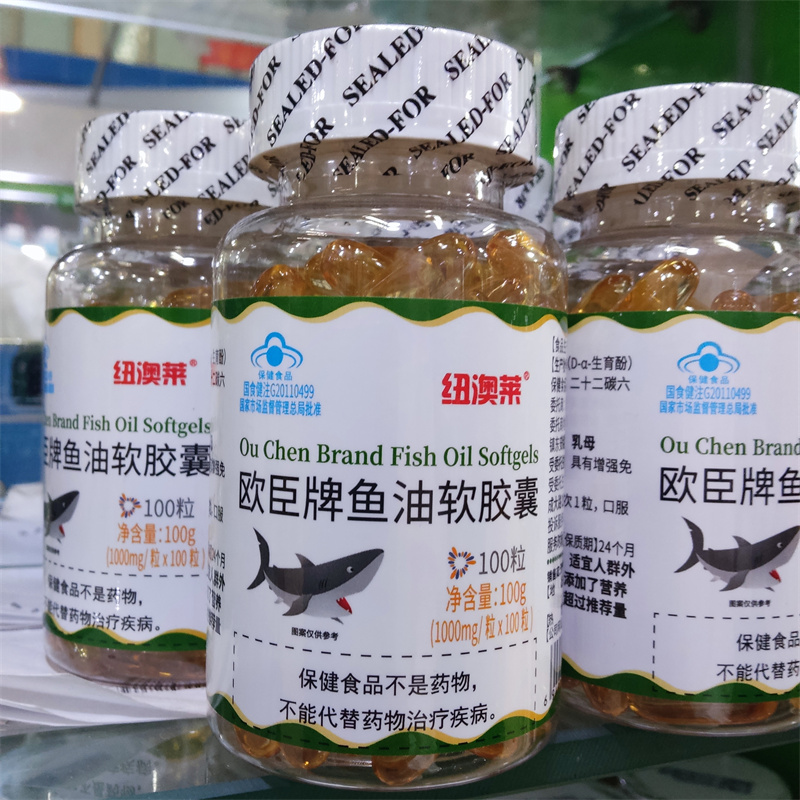 SEALED-FOR
SEALED-FOR
SEALED-FOR
SEALED-FOR
纽澳莱®
Brand Fish Oil Softgels
臣牌鱼油软胶囊
100粒
净含量:100g
(1000mg/粒x100粒)
保健食品不是药物,
能代替药物治疗疾病。
保健食品
国食健注G20110499
国家市场监督管理总局批准
纽澳莱®
Ou Chen Brand Fish Oil Softgels
欧臣牌鱼油软胶囊
100粒
净含量:100g
(1000mg/粒x100粒)
图案仅供参考
保健食品不是药物,
不能代替药物治疗疾病。
(D-α-生育酚)
二十二碳六
乳母
具有增强免
次1粒,口服
保质期]24个月
适宜人群外
添加了营养
超过推荐量
保健食品
国食健注G20110499
国家市场监督管理总局批准
Ou Chen Brand
欧臣牌鱼
图案仅供参考
保健食品
不能代替药物